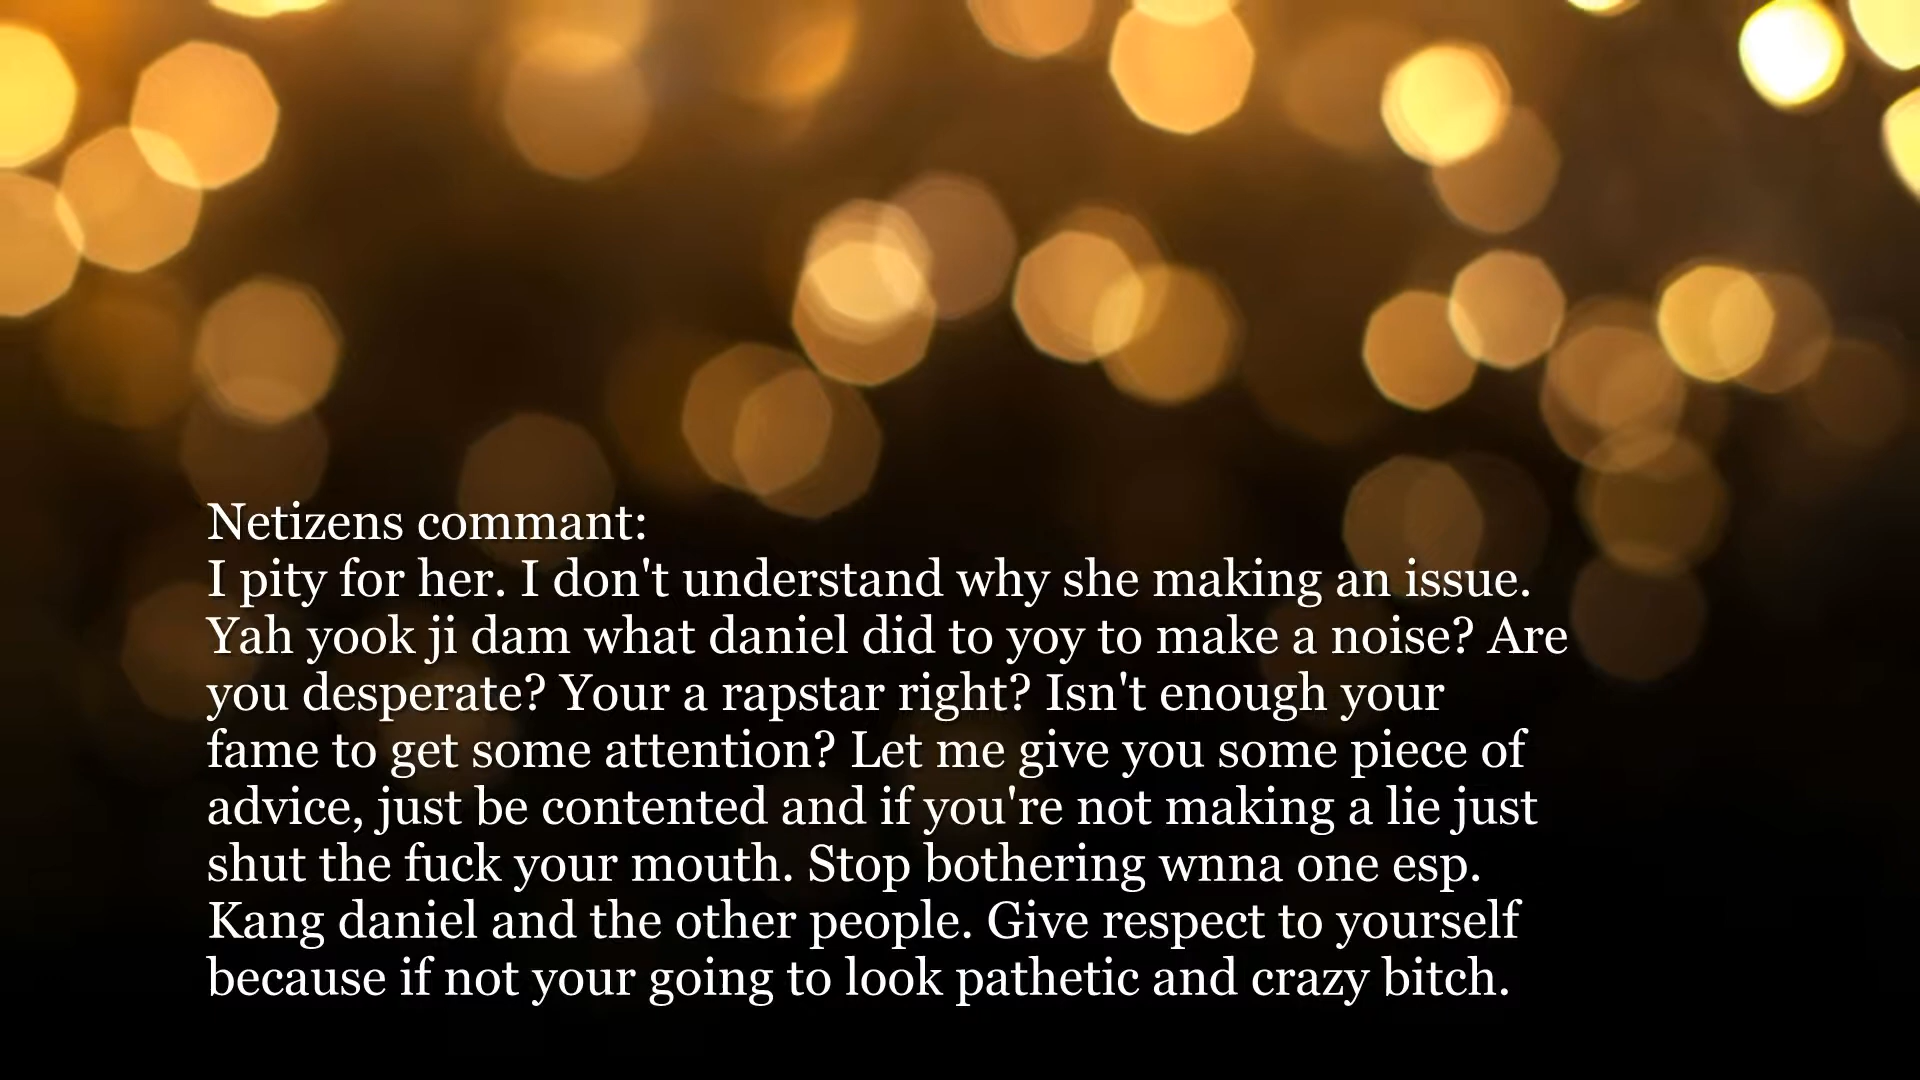 Netizens commant:
I pity for her. I don't understand why she making an issue.
Yah yook ji dam what daniel did to yoy to make a noise? Are
you desperate? Your a rapstar right? Isn't enough your
fame to get some attention? Let me give you some piece of
advice, just be contented and if you're not making a lie just
shut the fuck your mouth. Stop bothering wnna one esp.
Kang daniel and the other people. Give respect to yourself
because if not your going to look pathetic and crazy bitch.